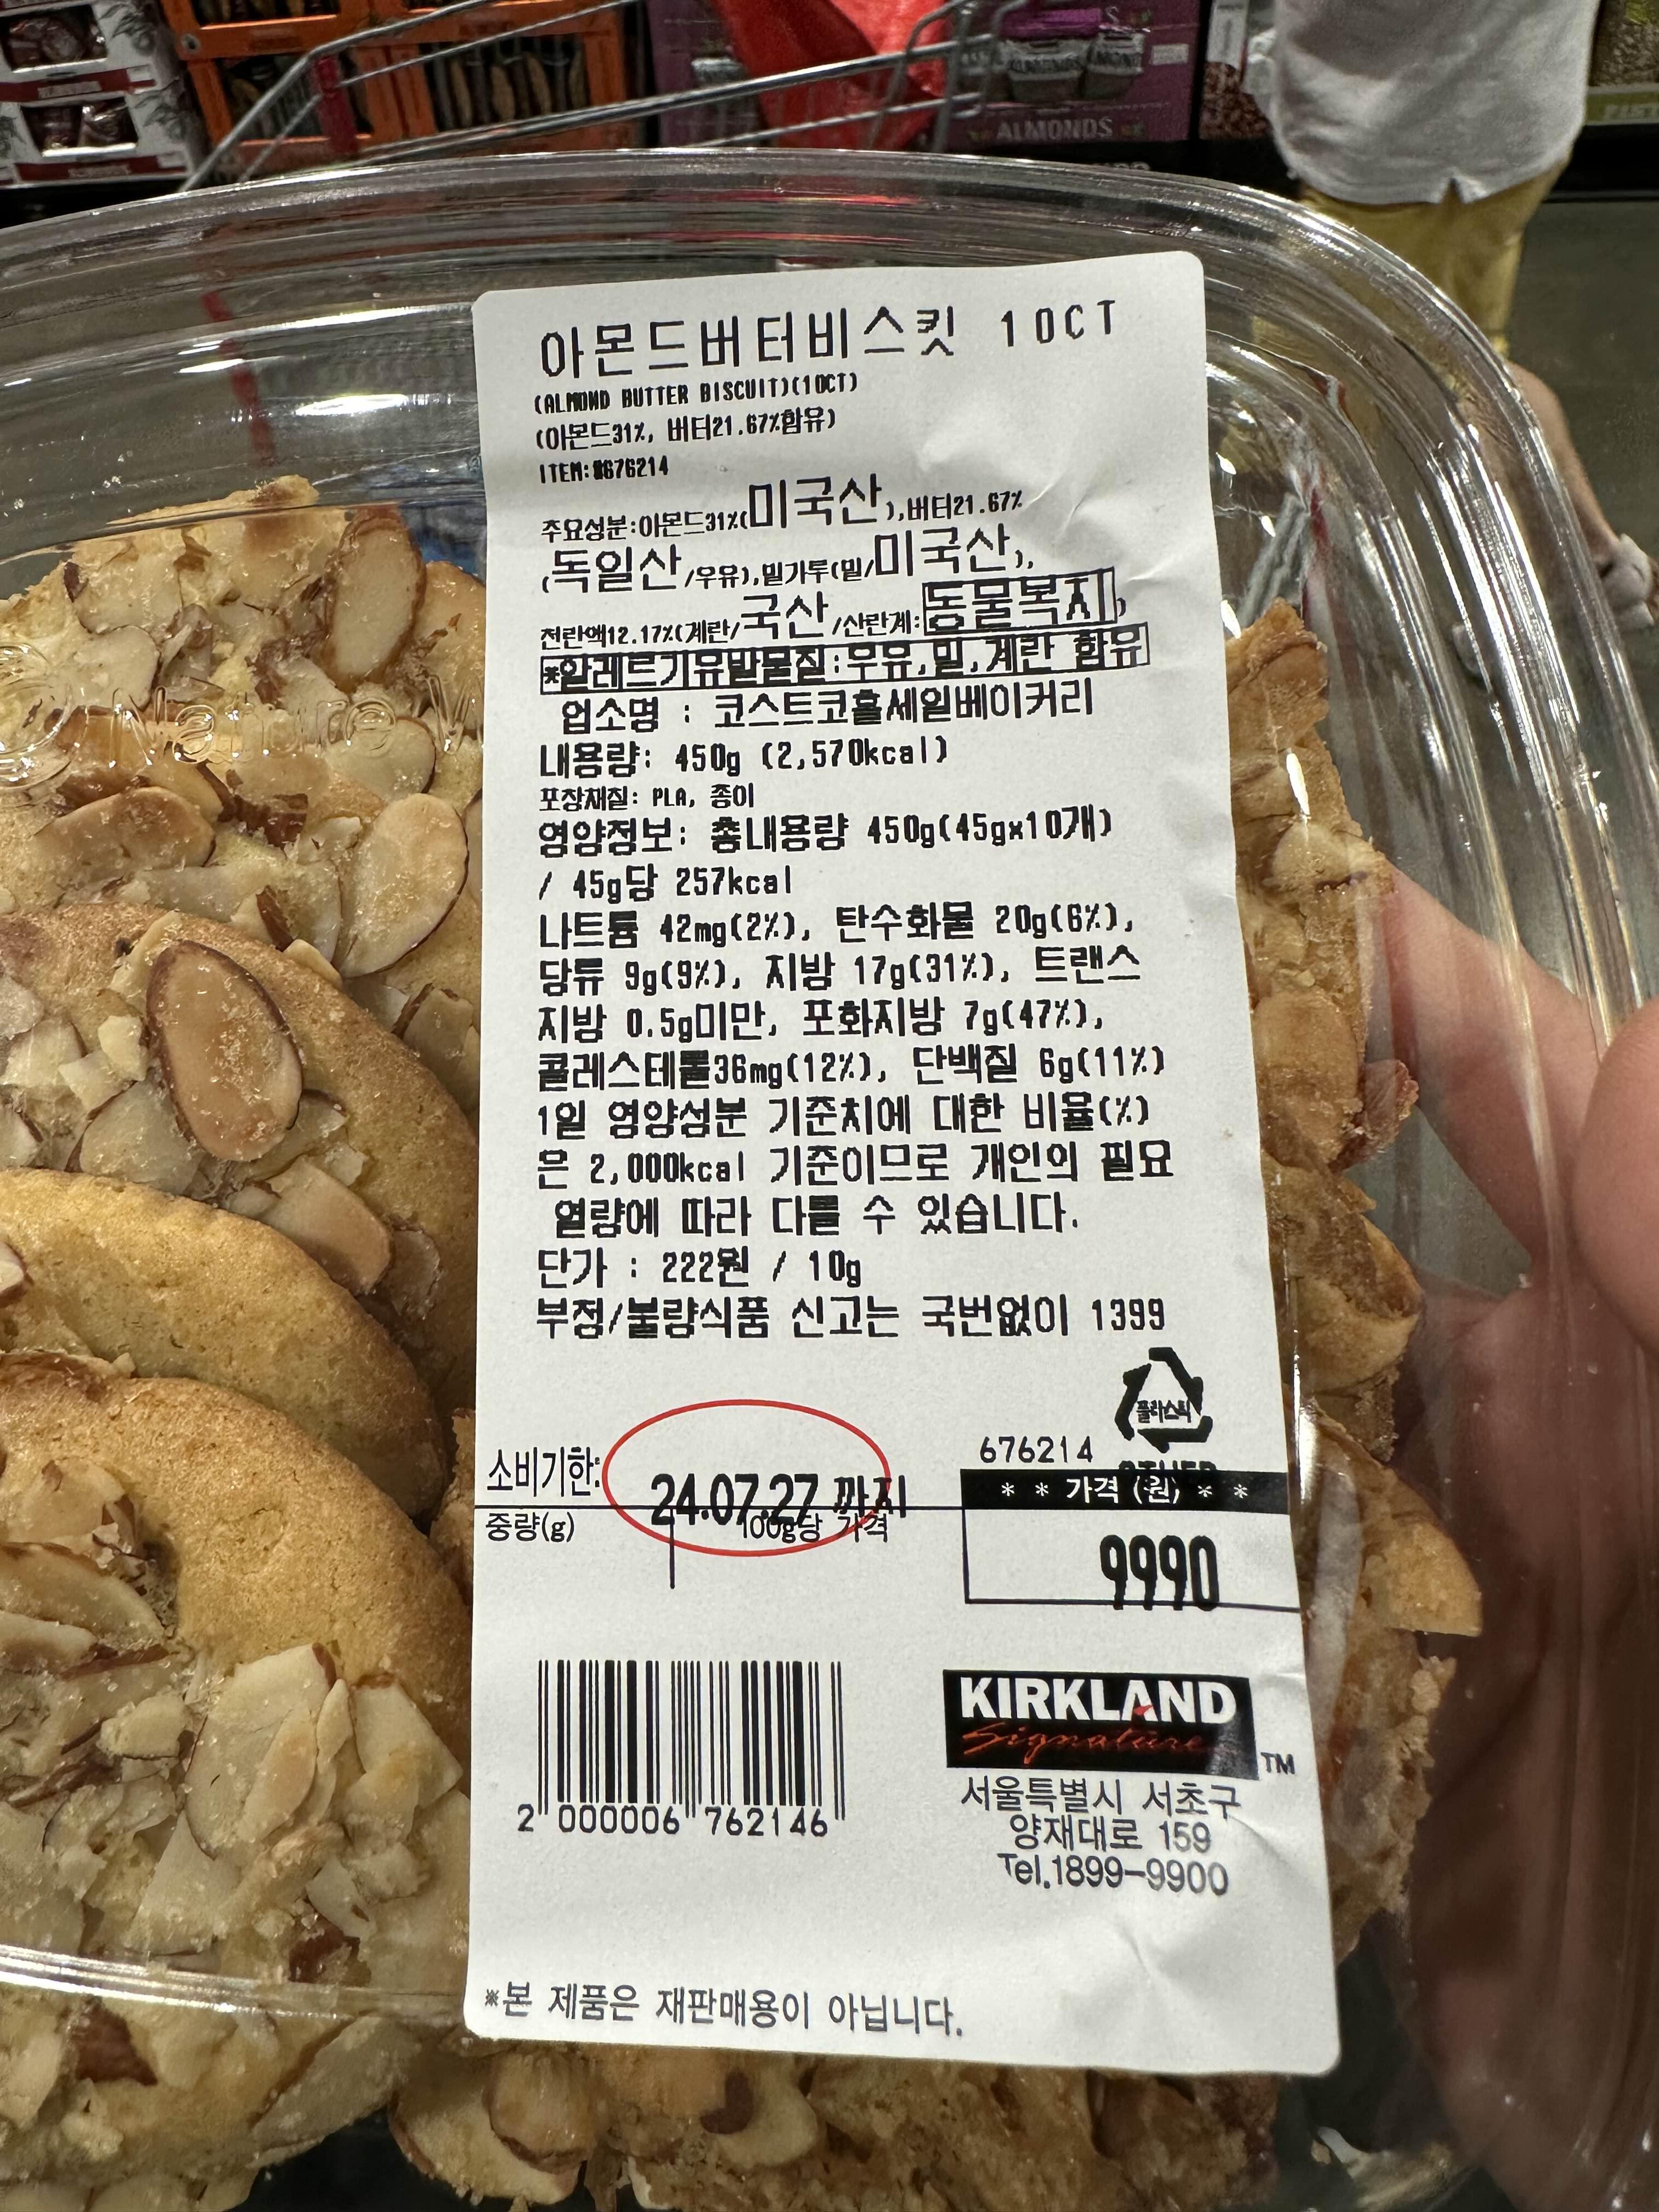 ALMONDS
아몬드버터비스킷 10CT
(ALMOND BUTTER BISCUIT)(10CT)
(아몬드31%, 버터21.67%함유)
ITEM:#676214
주요성분:아몬드31%(미국산),버터21.67%
(독일산/우유),밀가루(밀/미국산),
전란액12.17%(계란/국산/산란계:동물복지)
*알레르기유발물질:우유,밀,계란 함유
업소명 : 코스트코홀세일베이커리
내용량: 450g (2,570kcal)
포장재질: PLA, 종이
영양정보: 총내용량 450g(45gx10개)
/ 45g당 257kcal
나트륨 42mg(2%), 탄수화물 20g(6%),
당류 9g(9%), 지방 17g(31%), 트랜스
지방 0.5g미만, 포화지방 7g(47%),
콜레스테롤36mg(12%), 단백질 6g(11%)
1일 영양성분 기준치에 대한 비율(%)
은 2,000kcal 기준이므로 개인의 필요
열량에 따라 다를 수 있습니다.
단가 : 222원 / 10g
부정/불량식품 신고는 국번없이 1399
플라스틱
OTHER
소비기한: 24.07.27 까지
676214
* * 가격 (원) * *
중량(g) 100g당 가격
9990
2 000006 762146
KIRKLAND
Signature TM
서울특별시 서초구
양재대로 159
Tel.1899-9900
※본 제품은 재판매용이 아닙니다.